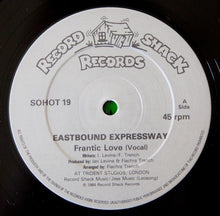 RECORD SHACK
RECORDS
SOHOT 19
A
Side
45 rpm
EASTBOUND EXPRESSWAY
Frantic Love (Vocal)
Writers: I. Levine/F. Trench
Produced by: Ian Levine & Fiachra Trench
Arranged by: Fiachra Trench
AT TRIDENT STUDIOS, LONDON
Record Shack Music/Jess Music (Leosong)
℗ 1984 Record Shack Records